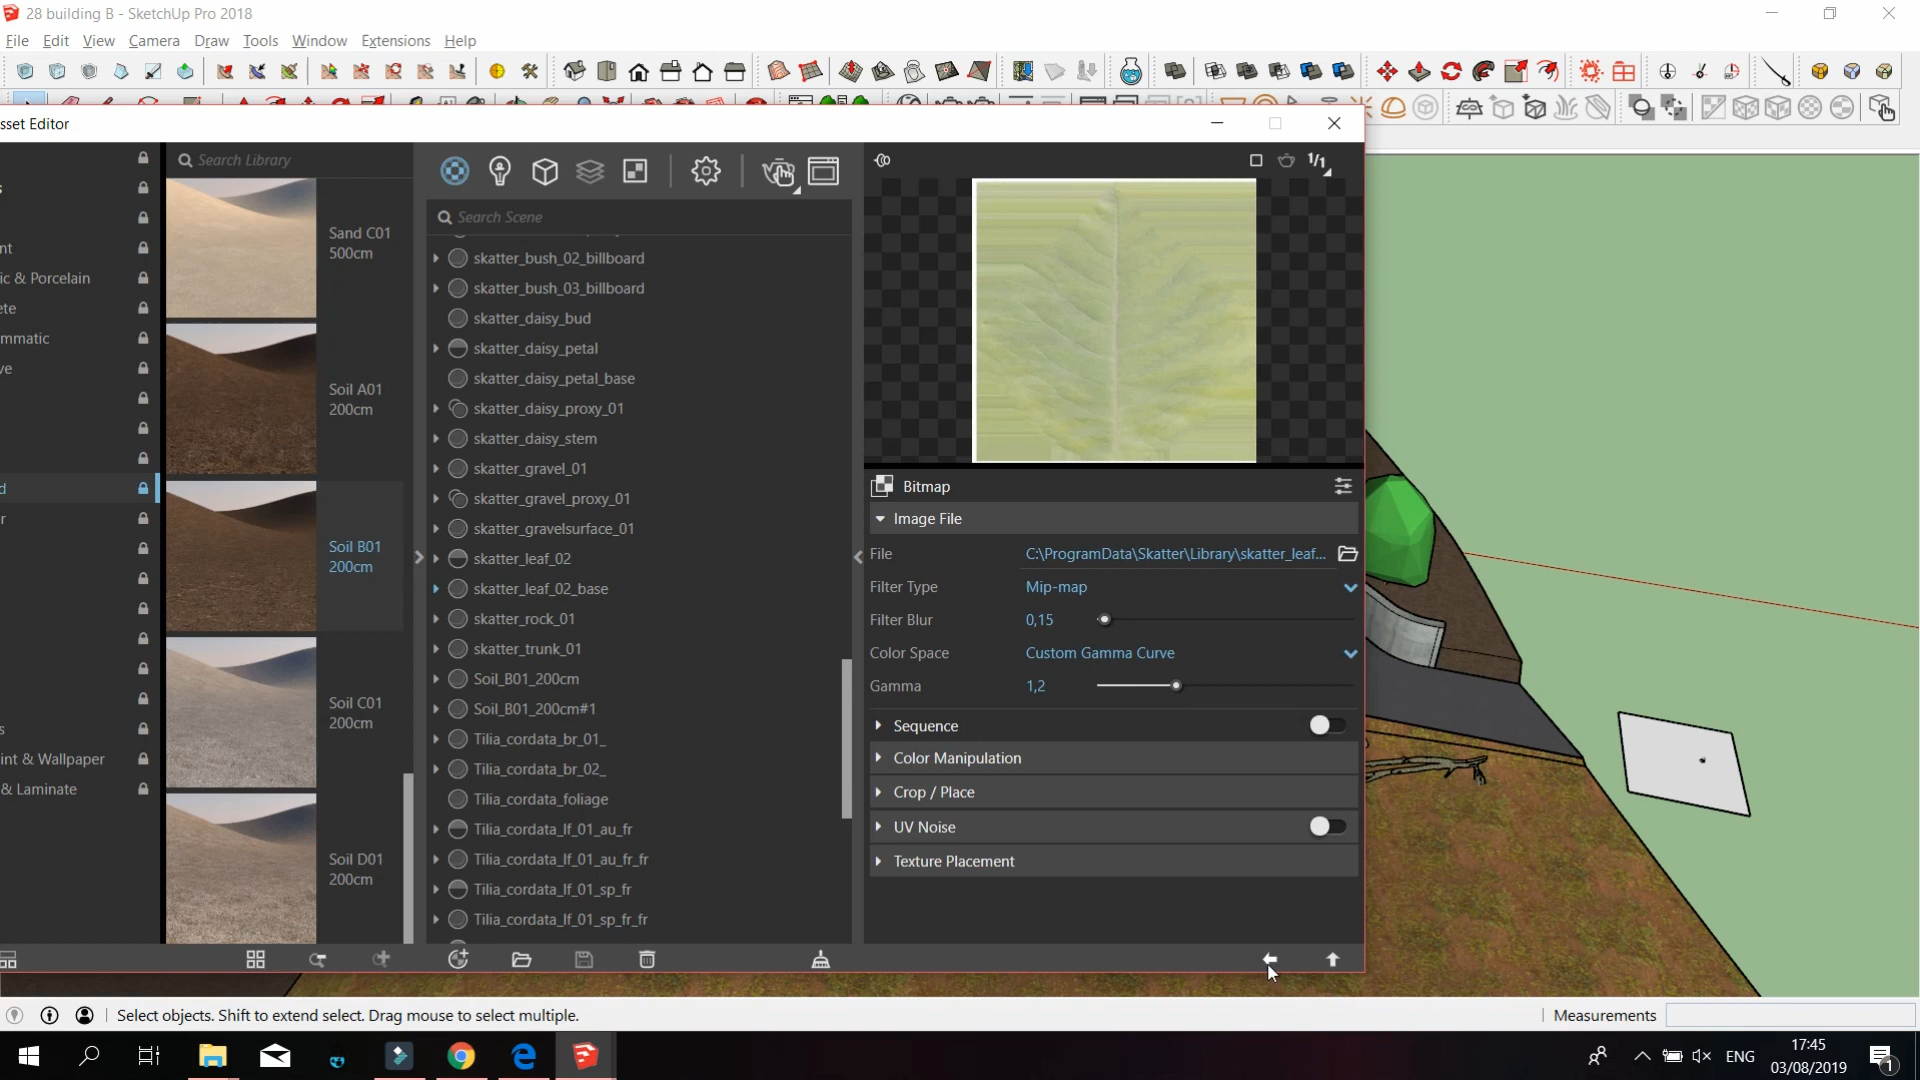 28 building B - SketchUp Pro 2018
File Edit View Camera Draw Tools Window Extensions Help
sset Editor
Search Library
s
nt
ic & Porcelain
ete
mmatic
ve
d
r
s
int & Wallpaper
& Laminate
Sand C01
500cm
Soil A01
200cm
Soil B01
200cm
Soil C01
200cm
Soil D01
200cm
Search Scene
skatter_bush_02_billboard
skatter_bush_03_billboard
skatter_daisy_bud
skatter_daisy_petal
skatter_daisy_petal_base
skatter_daisy_proxy_01
skatter_daisy_stem
skatter_gravel_01
skatter_gravel_proxy_01
skatter_gravelsurface_01
skatter_leaf_02
skatter_leaf_02_base
skatter_rock_01
skatter_trunk_01
Soil_B01_200cm
Soil_B01_200cm#1
Tilia_cordata_br_01_
Tilia_cordata_br_02_
Tilia_cordata_foliage
Tilia_cordata_lf_01_au_fr
Tilia_cordata_lf_01_au_fr_fr
Tilia_cordata_lf_01_sp_fr
Tilia_cordata_lf_01_sp_fr_fr
1/1
Bitmap
Image File
File C:\ProgramData\Skatter\Library\skatter_leaf...
Filter Type Mip-map
Filter Blur 0,15
Color Space Custom Gamma Curve
Gamma 1,2
Sequence
Color Manipulation
Crop / Place
UV Noise
Texture Placement
Select objects. Shift to extend select. Drag mouse to select multiple.
Measurements
ENG
17:45
03/08/2019
1